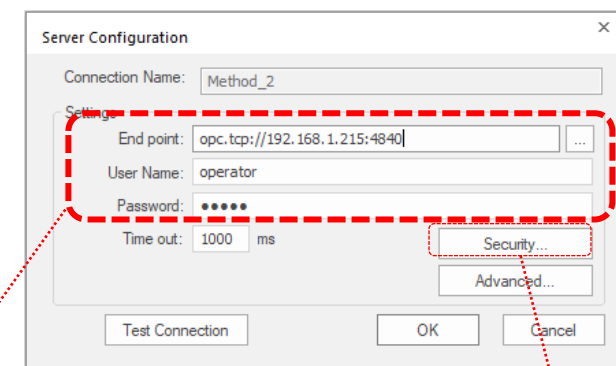 Server Configuration
Connection Name: Method_2
Settings
End point: opc.tcp://192.168.1.215:4840 ...
User Name: operator
Password: •••••
Time out: 1000 ms
Security...
Advanced...
Test Connection OK Cancel